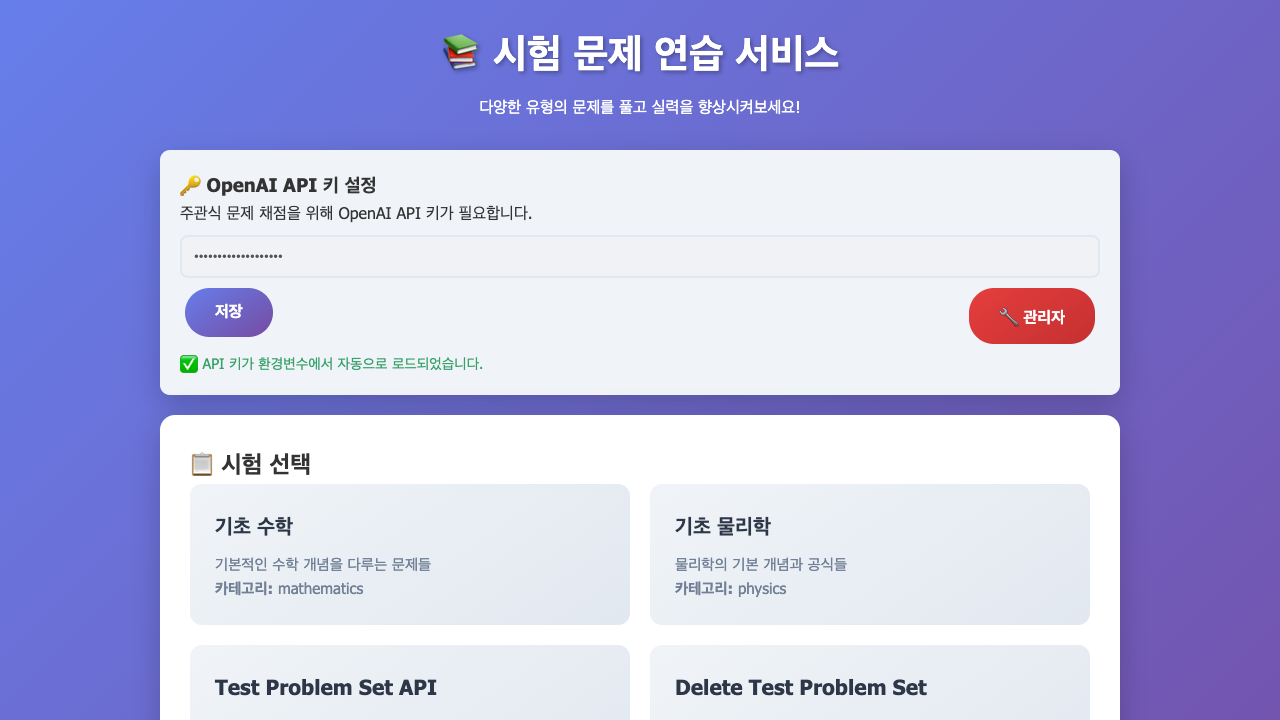 📚 시험 문제 연습 서비스
다양한 유형의 문제를 풀고 실력을 향상시켜보세요!
🔑 OpenAI API 키 설정
주관식 문제 채점을 위해 OpenAI API 키가 필요합니다.
•••••••••••••••••••
저장
🔧 관리자
✅ API 키가 환경변수에서 자동으로 로드되었습니다.
📋 시험 선택
기초 수학
기본적인 수학 개념을 다루는 문제들
카테고리: mathematics
기초 물리학
물리학의 기본 개념과 공식들
카테고리: physics
Test Problem Set API
Delete Test Problem Set